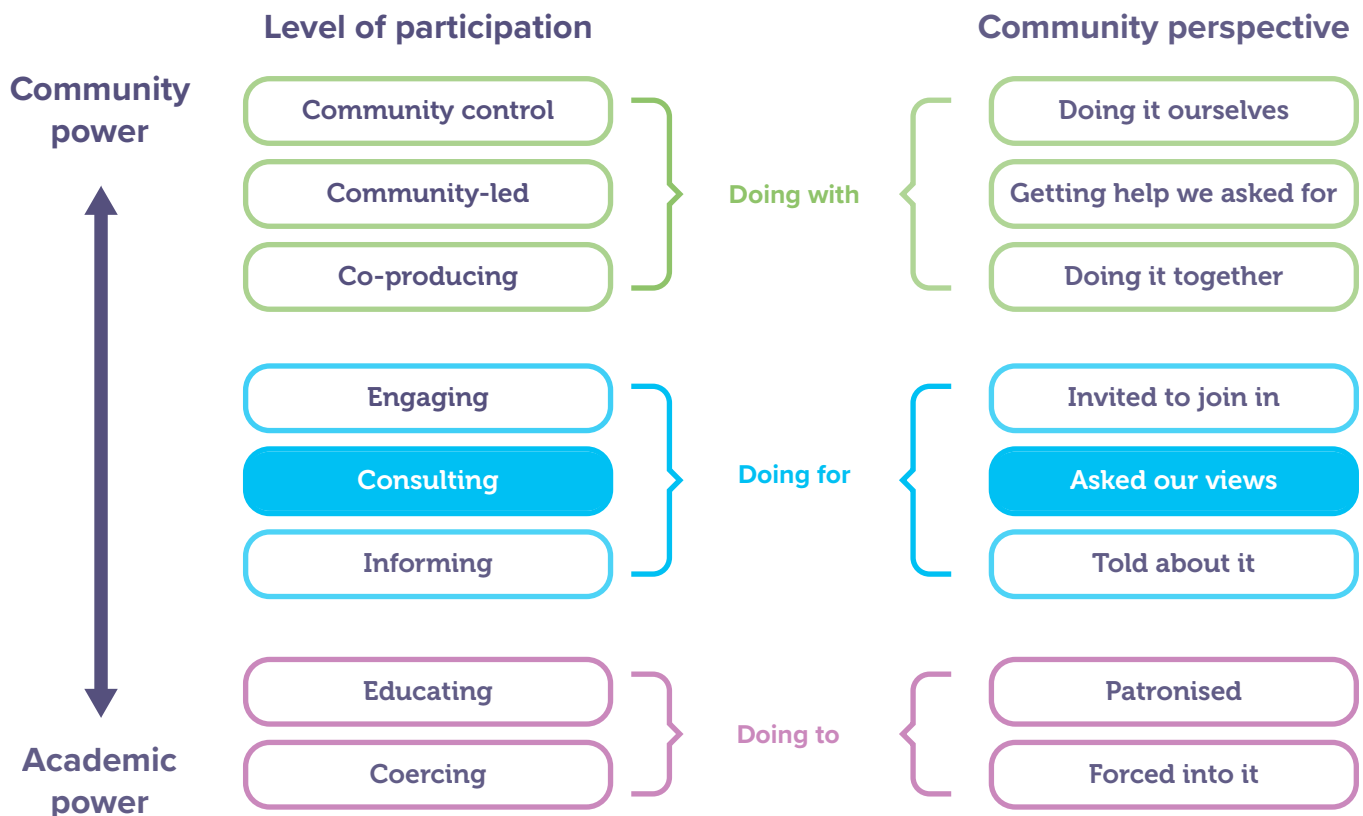 Level of participation
Community perspective
Community
power
Community control
Doing it ourselves
Community-led
Doing with
Getting help we asked for
Co-producing
Doing it together
Engaging
Invited to join in
Consulting
Doing for
Asked our views
Informing
Told about it
Educating
Patronised
Doing to
Academic
power
Coercing
Forced into it